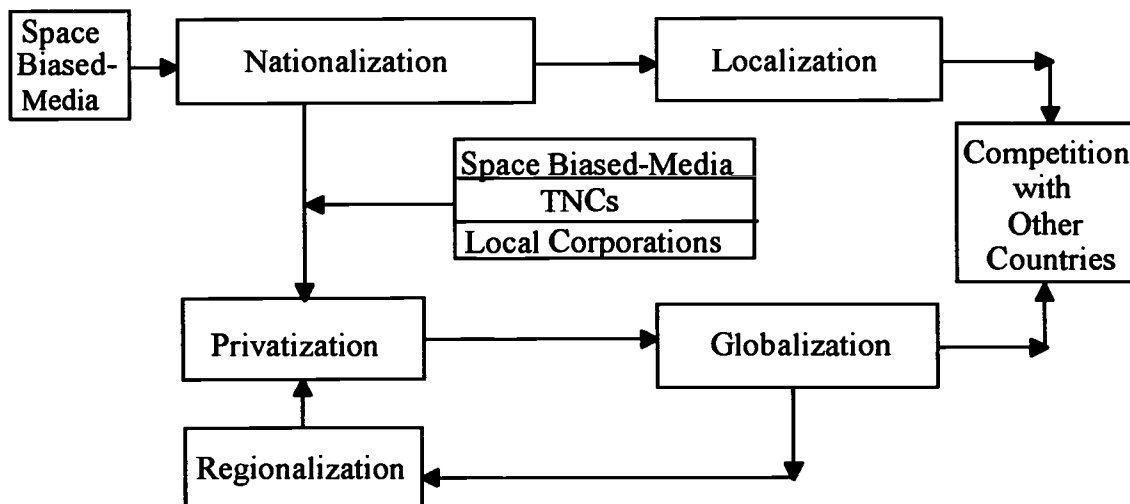 Space
Biased-
Media
Nationalization
Localization
Space Biased-Media
TNCs
Local Corporations
Competition
with
Other
Countries
Privatization
Globalization
Regionalization